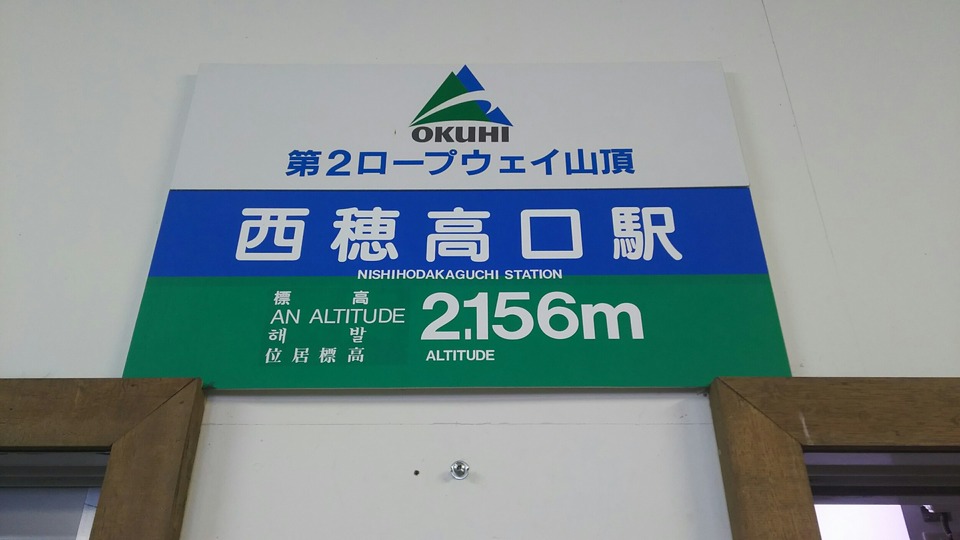 OKUHI
第2ロープウェイ山頂
西穂高口駅
NISHIHODAKAGUCHI STATION
標高
AN ALTITUDE
해발
位居標高
2,156m
ALTITUDE